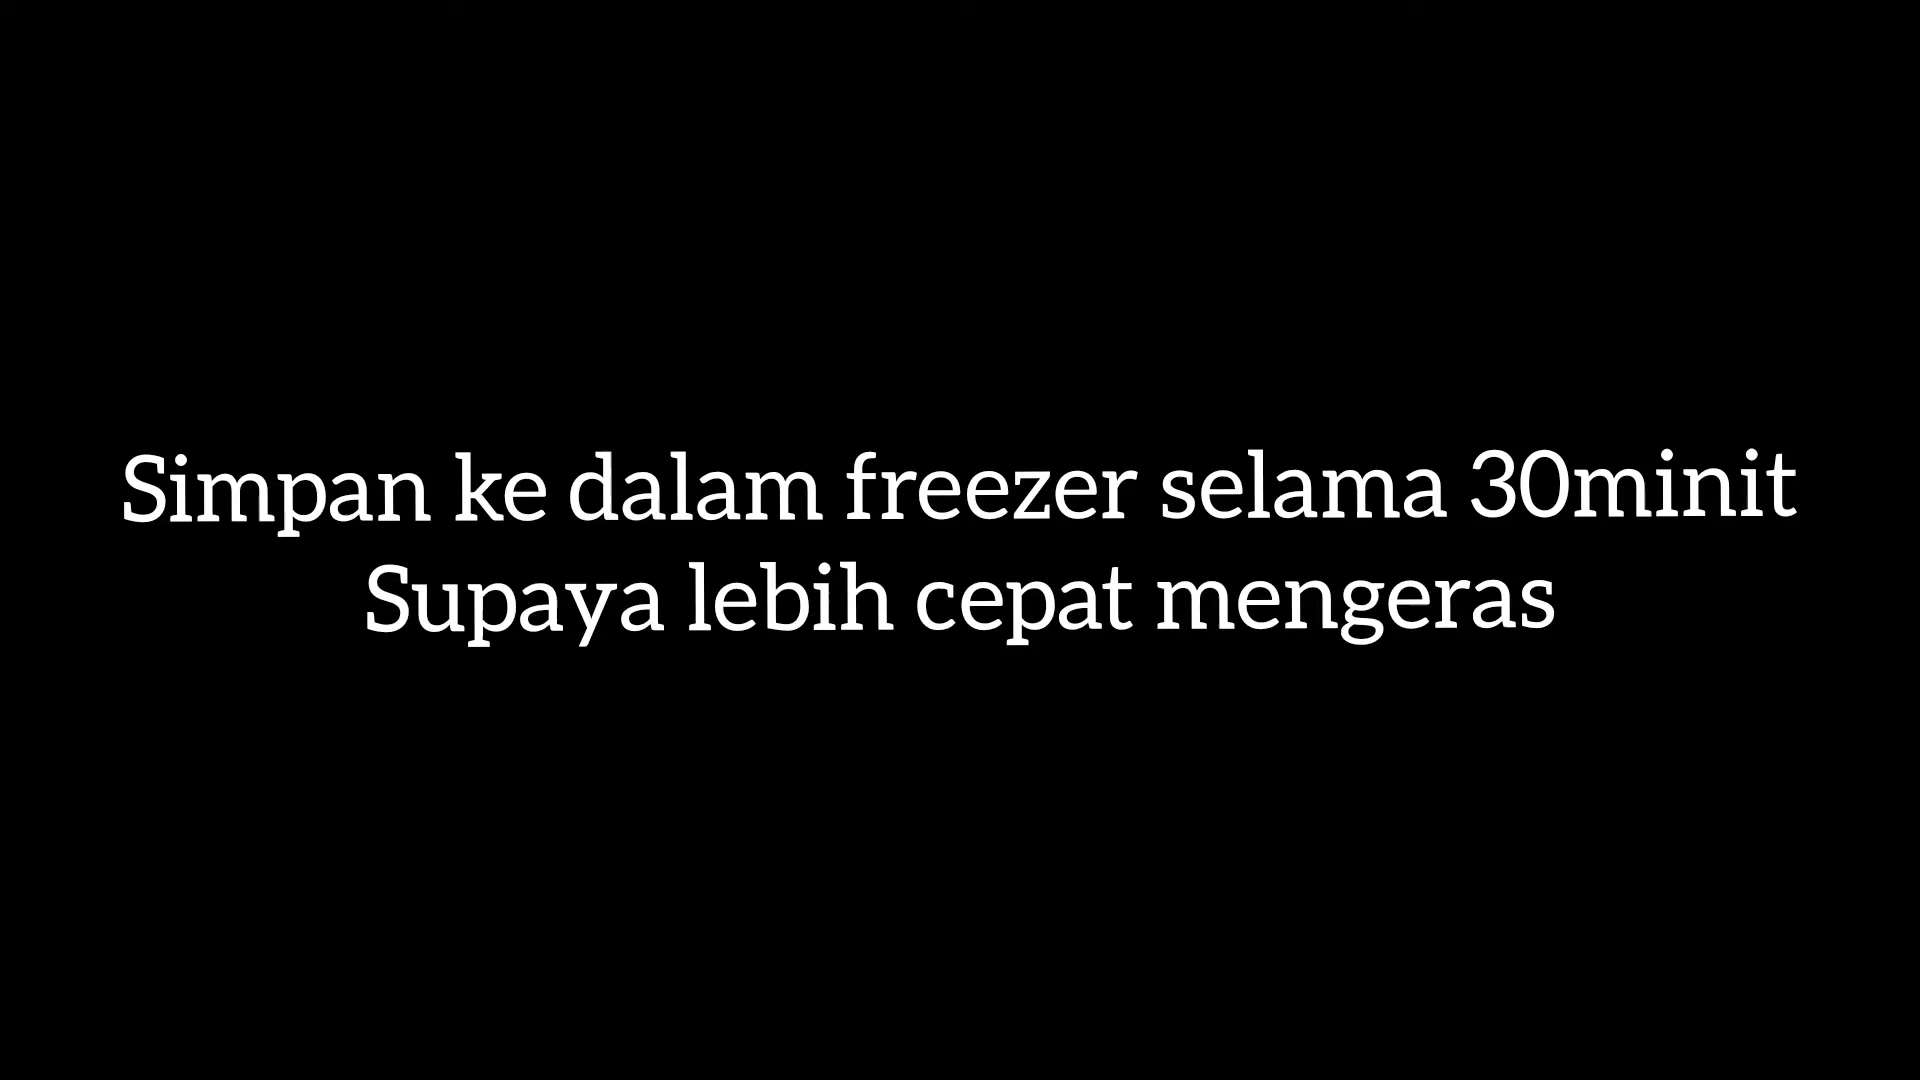 Simpan ke dalam freezer selama 30minit
Supaya lebih cepat mengeras